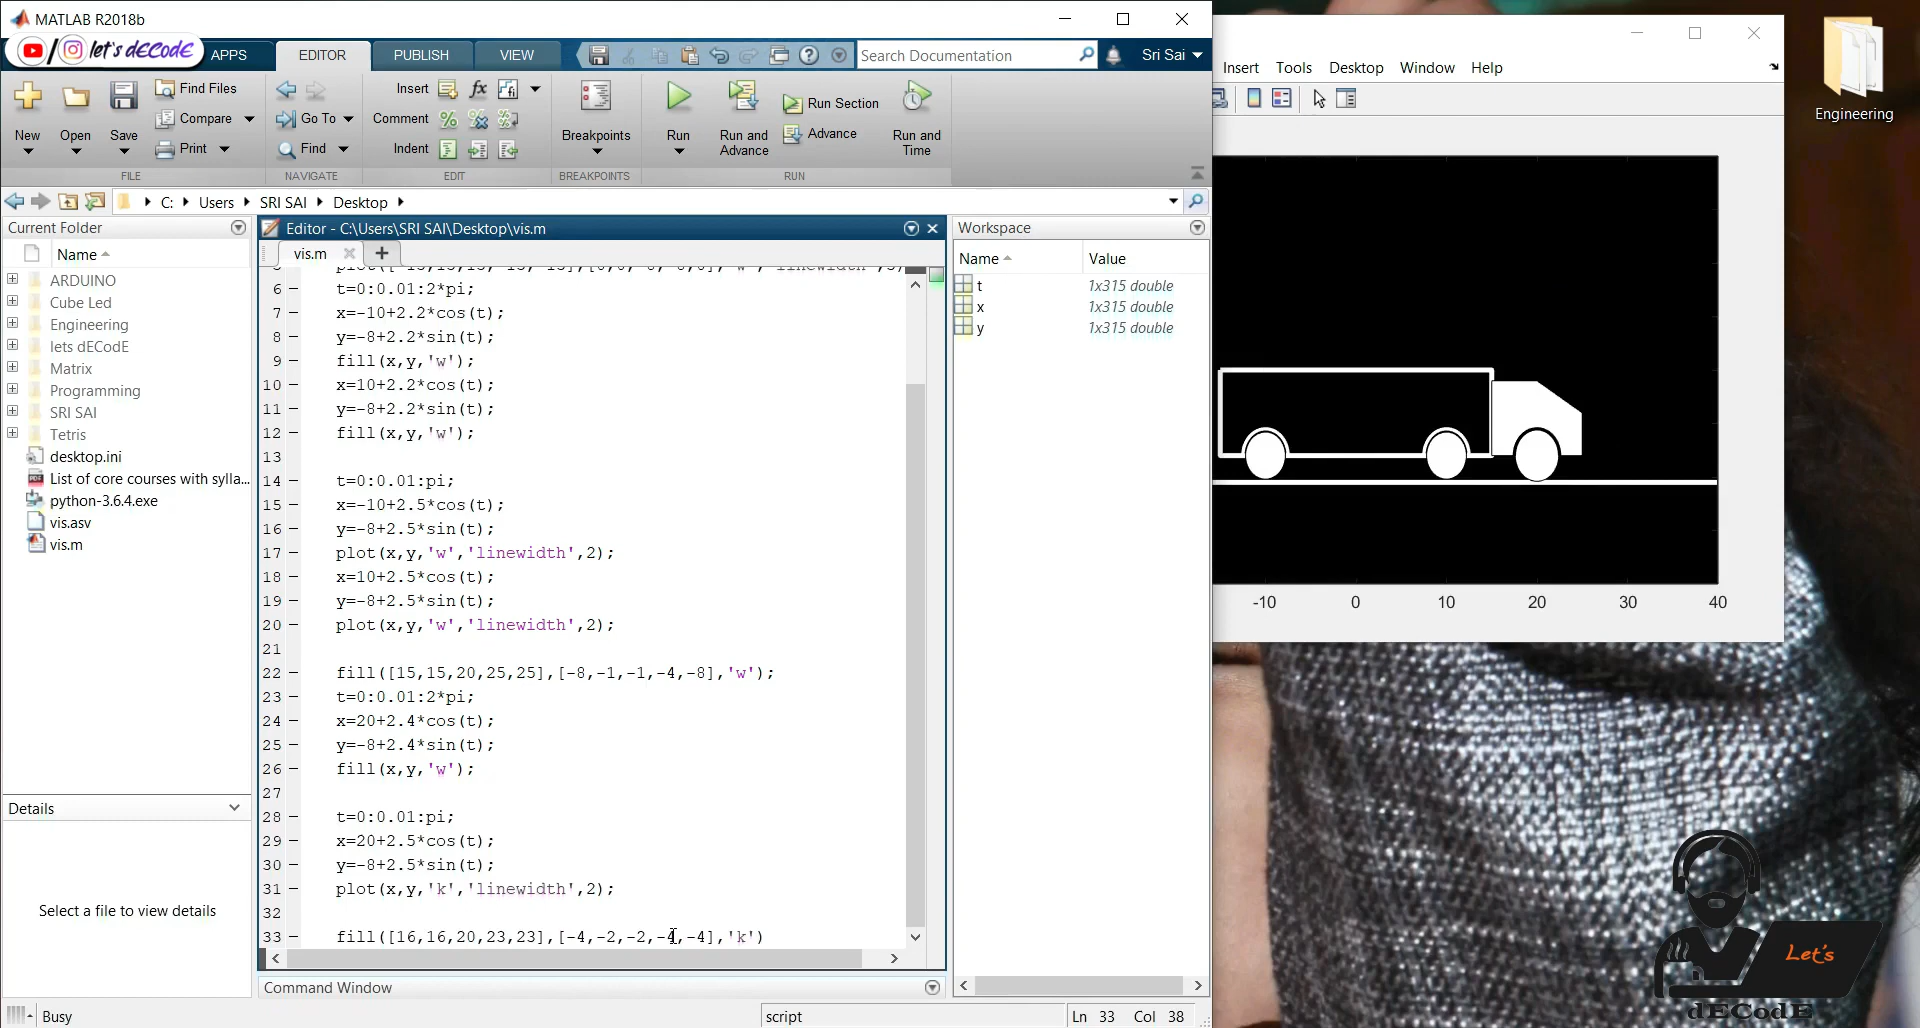 MATLAB R2018b
let's dECodE
APPS
EDITOR
PUBLISH
VIEW
Search Documentation
Sri Sai
New
Open
Save
Find Files
Compare
Print
FILE
Go To
Find
NAVIGATE
Insert
fx
Comment
%
Indent
EDIT
Breakpoints
BREAKPOINTS
Run
Run and Advance
Run Section
Advance
Run and Time
RUN
C:
Users
SRI SAI
Desktop
Current Folder
Name
ARDUINO
Cube Led
Engineering
lets dECodE
Matrix
Programming
SRI SAI
Tetris
desktop.ini
List of core courses with sylla...
python-3.6.4.exe
vis.asv
vis.m
Details
Select a file to view details
Editor - C:\Users\SRI SAI\Desktop\vis.m
vis.m
6 t=0:0.01:2*pi;
7 x=-10+2.2*cos(t);
8 y=-8+2.2*sin(t);
9 fill(x,y,'w');
10 x=10+2.2*cos(t);
11 y=-8+2.2*sin(t);
12 fill(x,y,'w');
13
14 t=0:0.01:pi;
15 x=-10+2.5*cos(t);
16 y=-8+2.5*sin(t);
17 plot(x,y,'w','linewidth',2);
18 x=10+2.5*cos(t);
19 y=-8+2.5*sin(t);
20 plot(x,y,'w','linewidth',2);
21
22 fill([15,15,20,25,25],[-8,-1,-1,-4,-8],'w');
23 t=0:0.01:2*pi;
24 x=20+2.4*cos(t);
25 y=-8+2.4*sin(t);
26 fill(x,y,'w');
27
28 t=0:0.01:pi;
29 x=20+2.5*cos(t);
30 y=-8+2.5*sin(t);
31 plot(x,y,'k','linewidth',2);
32
33 fill([16,16,20,23,23],[-4,-2,-2,-4,-4],'k')
Command Window
Workspace
Name Value
t 1x315 double
x 1x315 double
y 1x315 double
Busy
script
Ln 33 Col 38
Insert
Tools
Desktop
Window
Help
-10 0 10 20 30 40
Engineering
Let's
dECodE